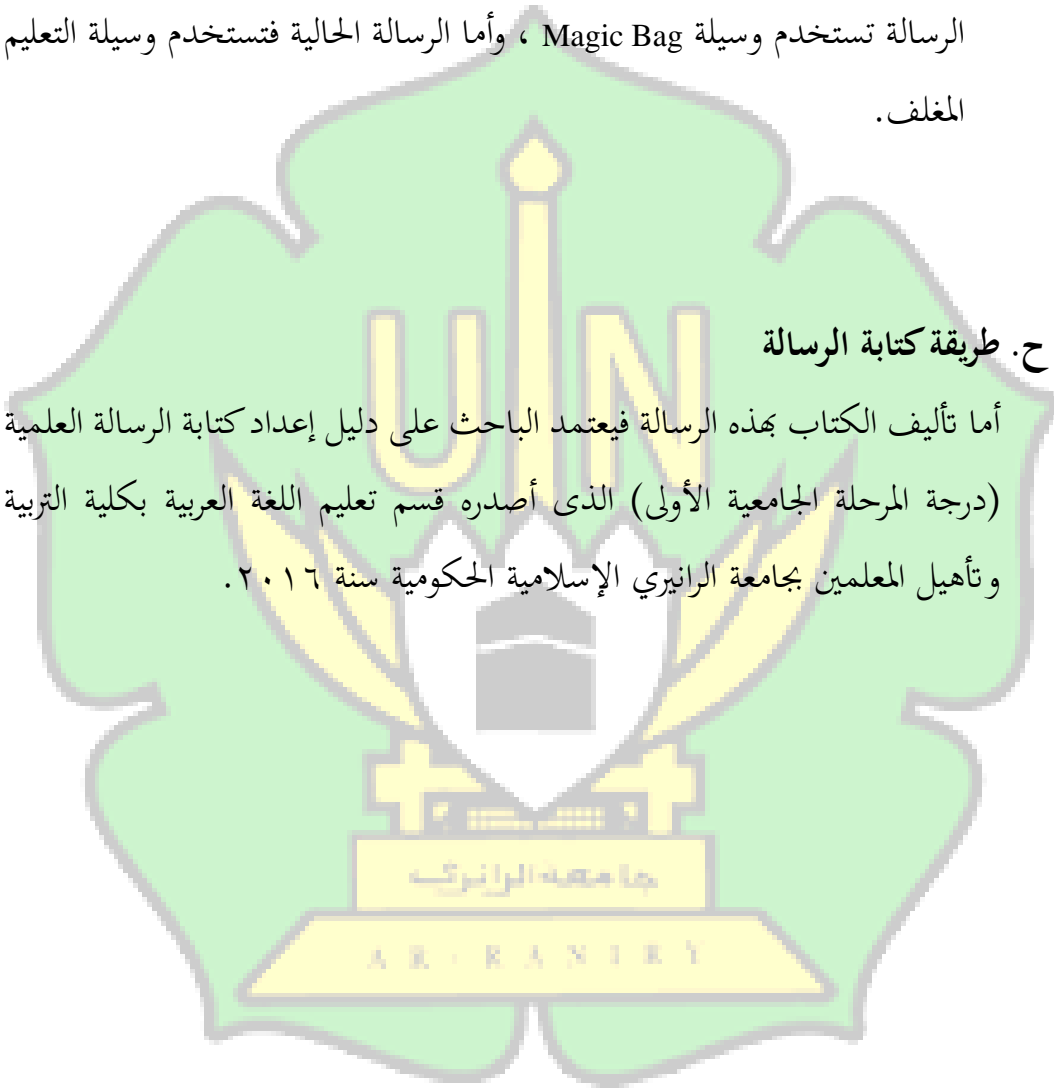 الرسالة تستخدم وسيلة Magic Bag ، وأما الرسالة الحالية فتستخدم وسيلة التعليم
المغلف.
ح. طريقة كتابة الرسالة
أما تأليف الكتاب بهذه الرسالة فيعتمد الباحث على دليل إعداد كتابة الرسالة العلمية
(درجة المرحلة الجامعية الأولى) الذى أصدره قسم تعليم اللغة العربية بكلية التربية
وتأهيل المعلمين بجامعة الرانيري الإسلامية الحكومية سنة ٢٠١٦.
UIN
جامعة الرانيري
AR-RANIRY